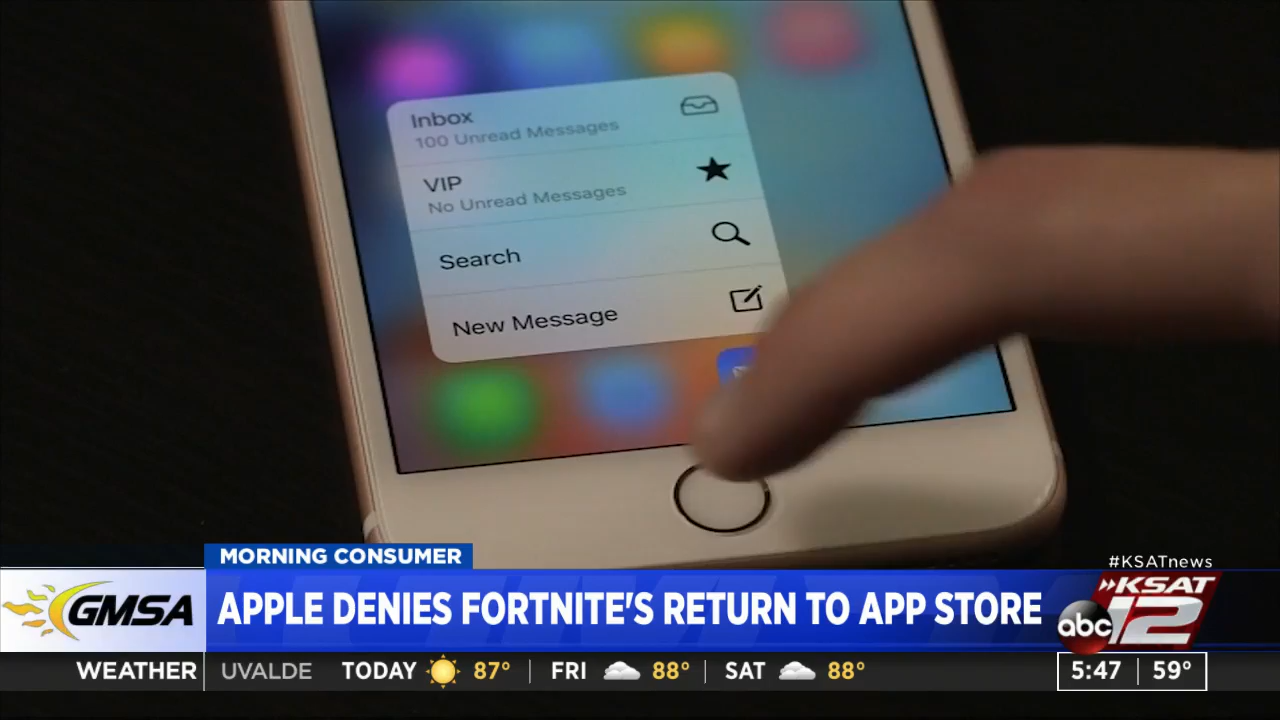 Inbox
100 Unread Messages
VIP
No Unread Messages
Search
New Message
MORNING CONSUMER
#KSATnews
GMSA
APPLE DENIES FORTNITE'S RETURN TO APP STORE
KSAT
abc 12
WEATHER UVALDE TODAY 87° FRI 88° SAT 88° 5:47 59°